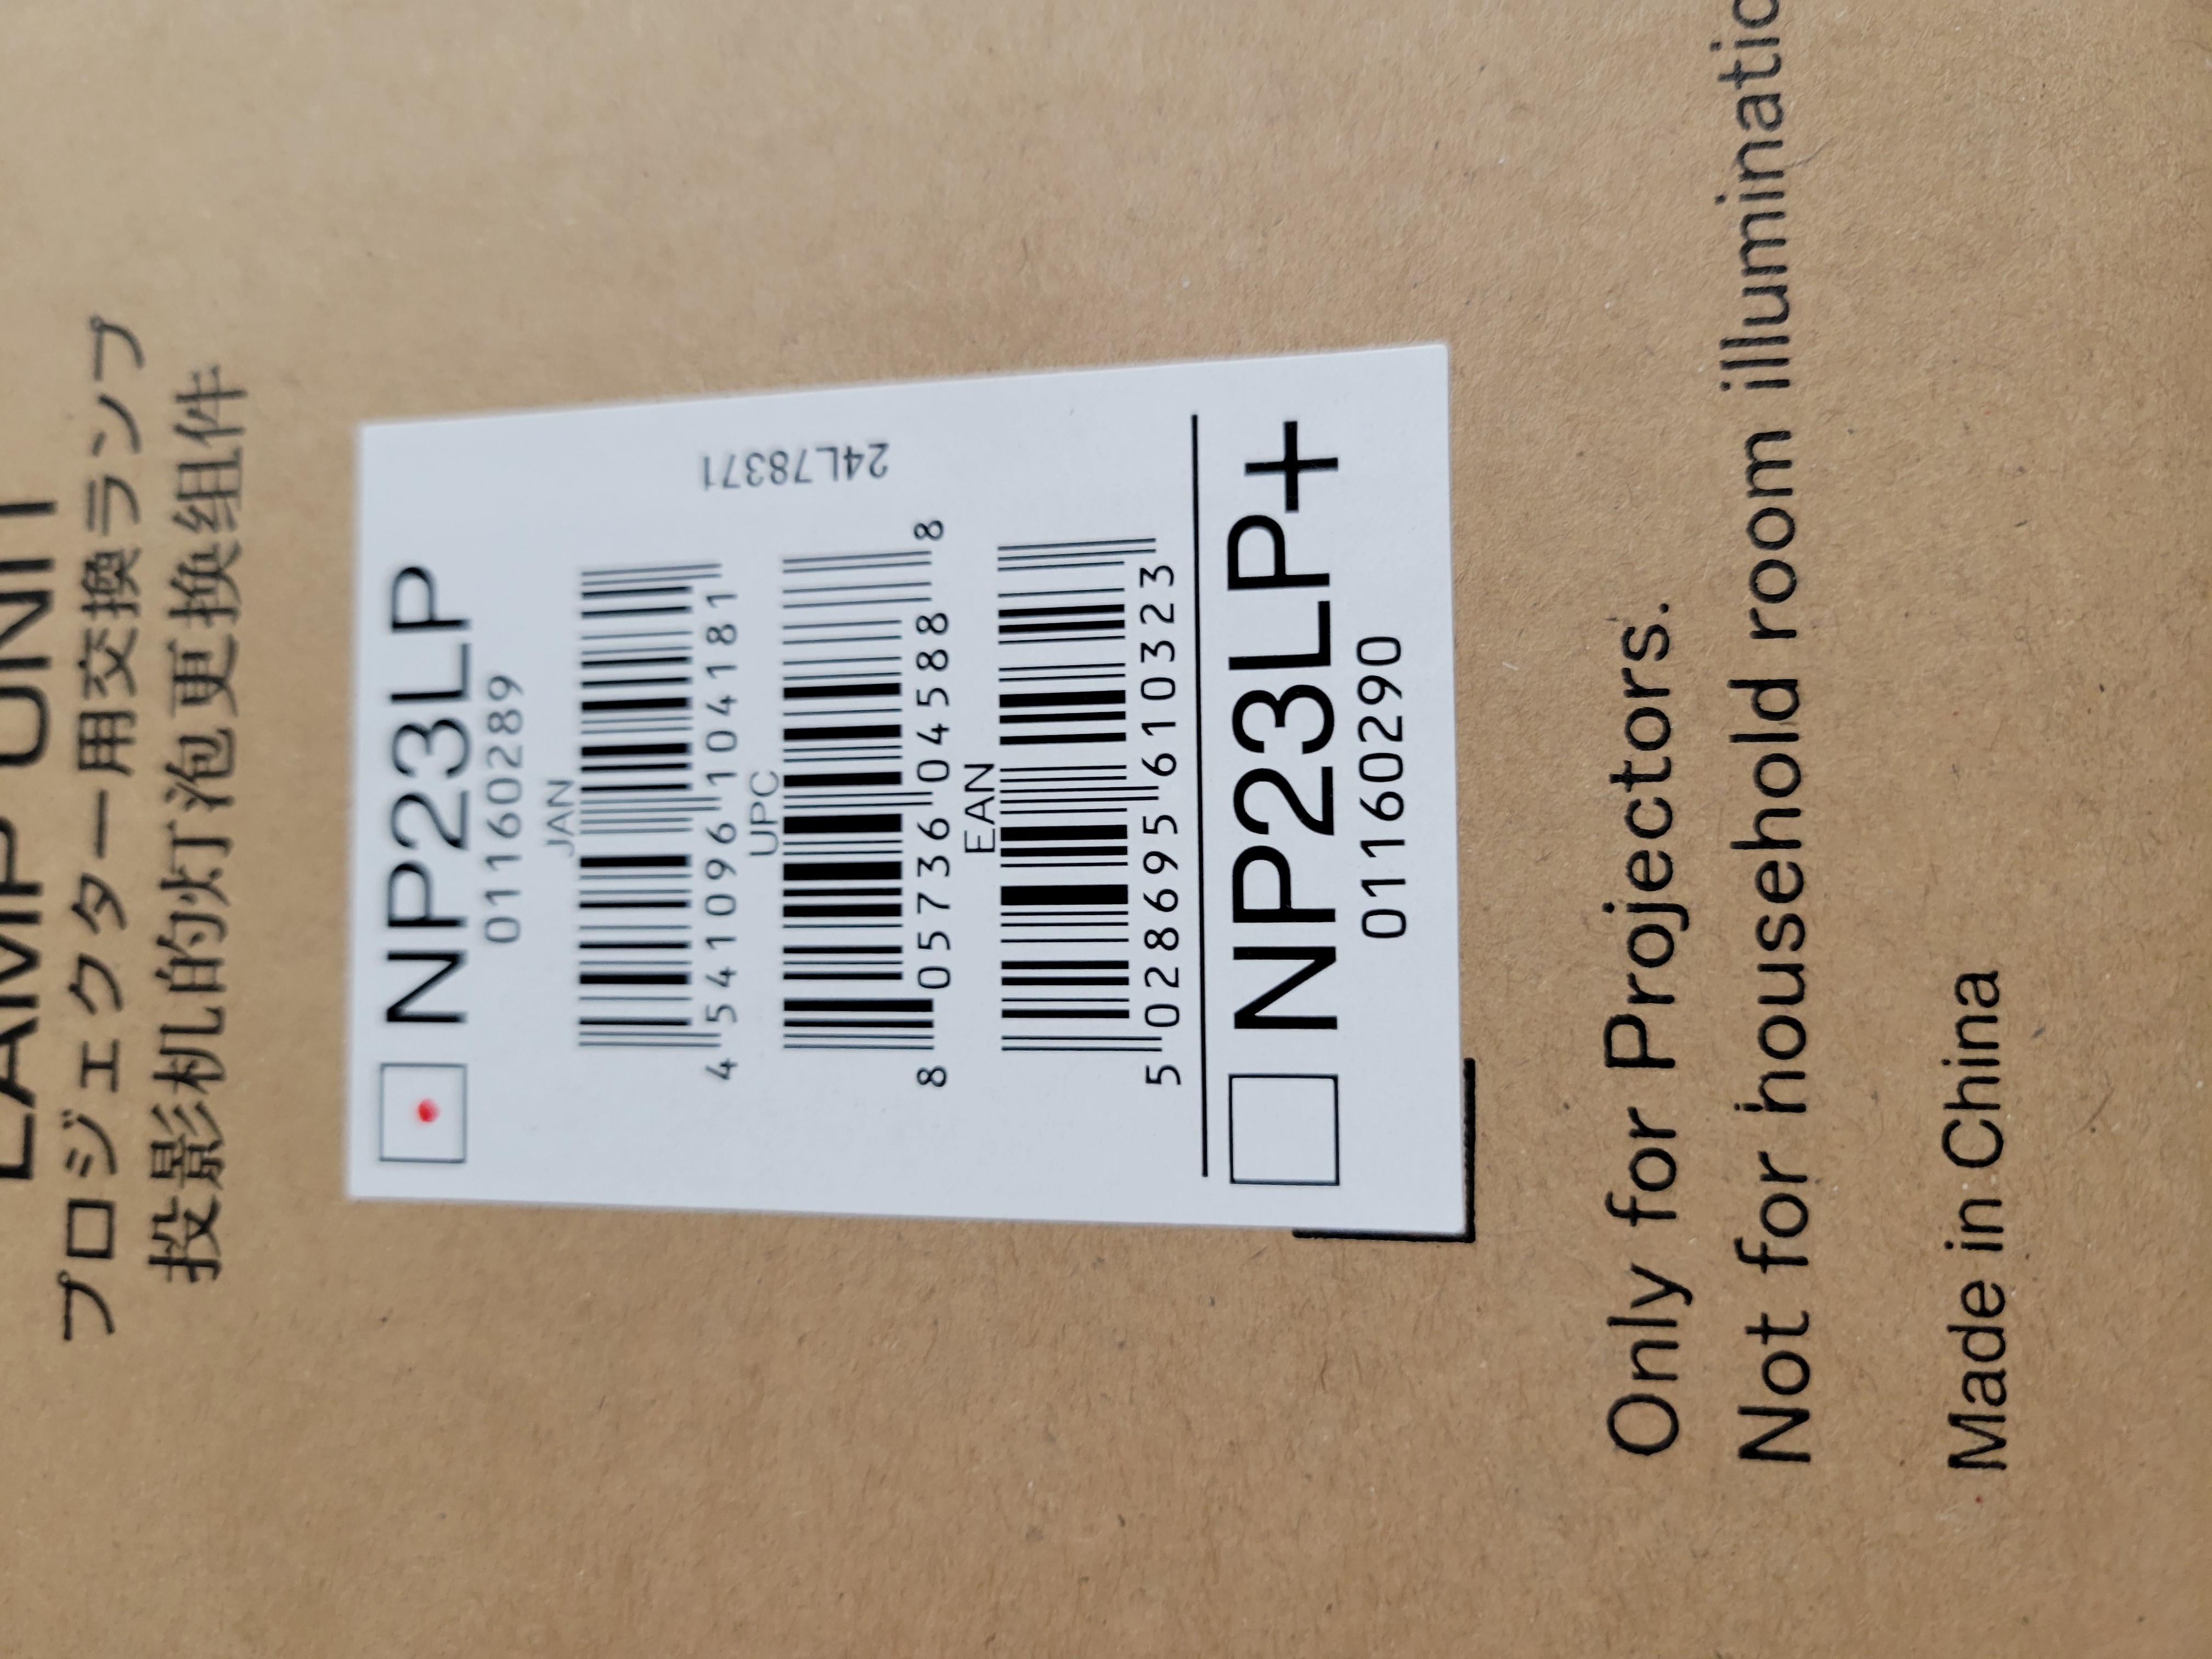 LAMP UNIT
プロジェクター用交換ランプ
投影机的灯泡更换组件
NP23LP
01160289
JAN
4 541096 104181
UPC
8 05736 04588 8
EAN
5 028695 610323
24L78371
NP23LP+
01160290
Only for Projectors.
Not for household room illuminatio
Made in China